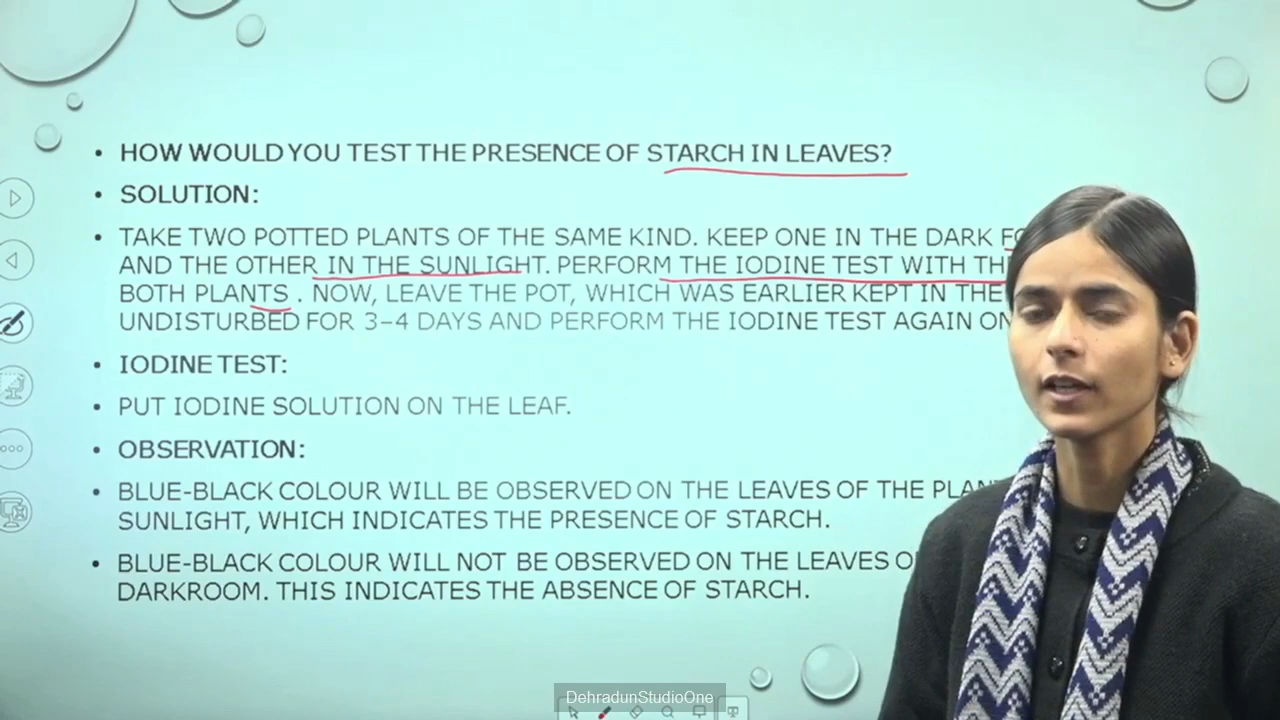 • HOW WOULD YOU TEST THE PRESENCE OF STARCH IN LEAVES?
• SOLUTION:
• TAKE TWO POTTED PLANTS OF THE SAME KIND. KEEP ONE IN THE DARK
AND THE OTHER IN THE SUNLIGHT. PERFORM THE IODINE TEST WITH
BOTH PLANTS . NOW, LEAVE THE POT, WHICH WAS EARLIER KEPT IN THE
UNDISTURBED FOR 3–4 DAYS AND PERFORM THE IODINE TEST AGAIN
• IODINE TEST:
• PUT IODINE SOLUTION ON THE LEAF.
• OBSERVATION:
• BLUE-BLACK COLOUR WILL BE OBSERVED ON THE LEAVES OF THE
SUNLIGHT, WHICH INDICATES THE PRESENCE OF STARCH.
• BLUE-BLACK COLOUR WILL NOT BE OBSERVED ON THE LEAVES
DARKROOM. THIS INDICATES THE ABSENCE OF STARCH.
DehradunStudioOne